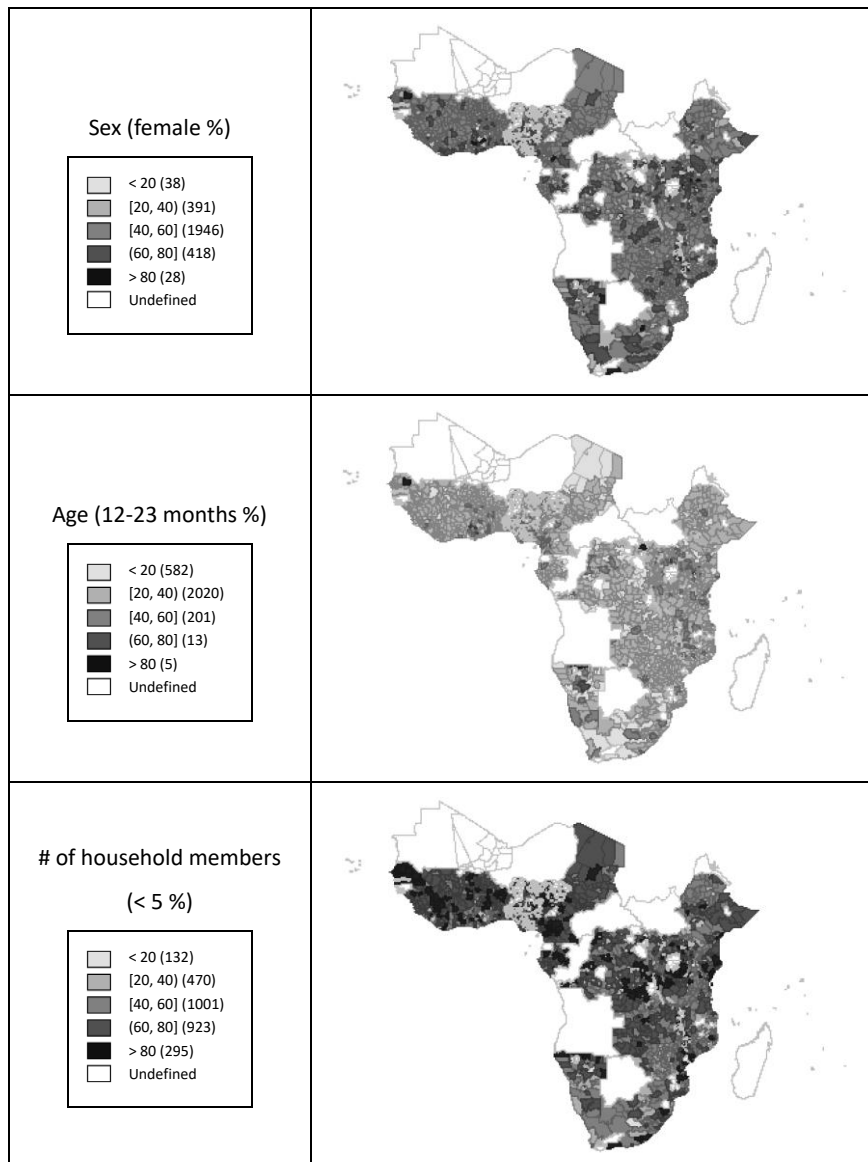 Sex (female %)
< 20 (38)
[20, 40) (391)
[40, 60] (1946)
(60, 80] (418)
> 80 (28)
Undefined
Age (12-23 months %)
< 20 (582)
[20, 40) (2020)
[40, 60] (201)
(60, 80] (13)
> 80 (5)
Undefined
# of household members
(< 5 %)
< 20 (132)
[20, 40) (470)
[40, 60] (1001)
(60, 80] (923)
> 80 (295)
Undefined